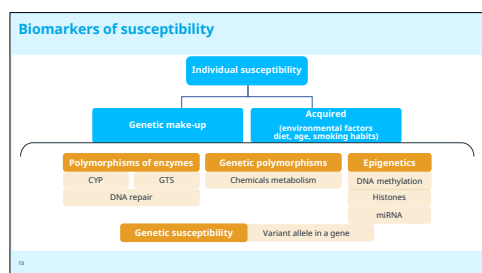 Biomarkers of susceptibility
Individual susceptibility
Genetic make-up
Acquired
(environmental factors
diet, age, smoking habits)
Polymorphisms of enzymes
CYP
GTS
DNA repair
Genetic polymorphisms
Chemicals metabolism
Epigenetics
DNA methylation
Histones
miRNA
Genetic susceptibility
Variant allele in a gene